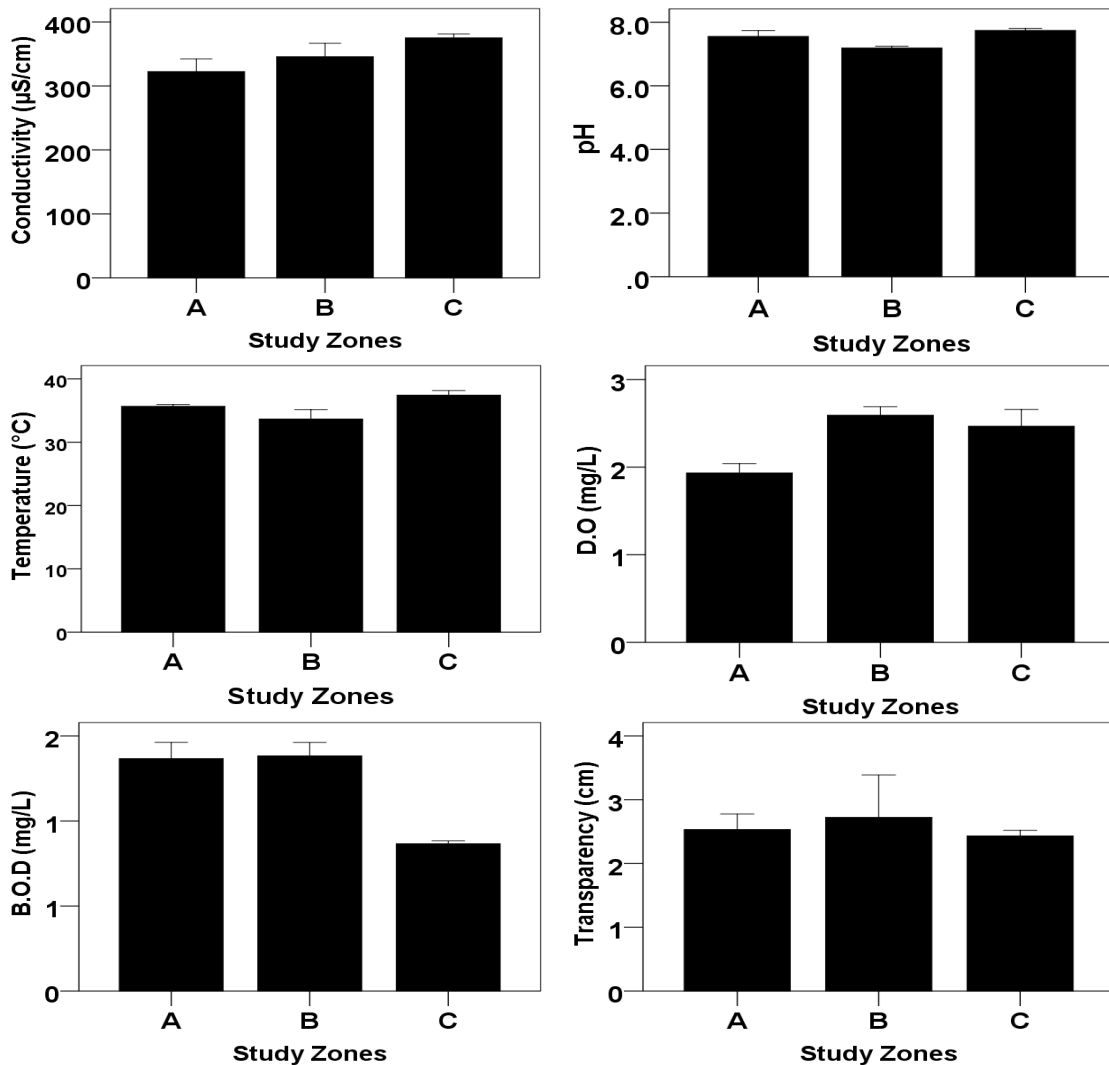 Conductivity (µS/cm)
400
300
200
100
0
A B C
Study Zones
pH
8.0
6.0
4.0
2.0
.0
A B C
Study Zones
Temperature (°C)
40
30
20
10
0
A B C
Study Zones
D.O (mg/L)
3
2
1
0
A B C
Study Zones
B.O.D (mg/L)
2
1
1
0
A B C
Study Zones
Transparency (cm)
4
3
2
1
0
A B C
Study Zones